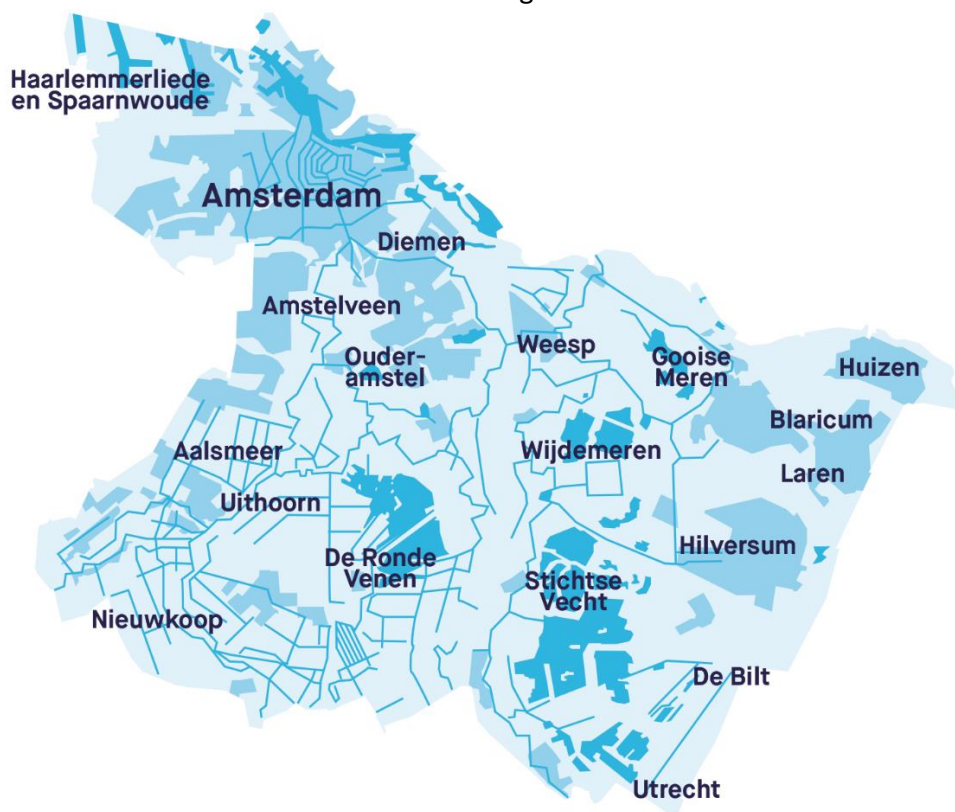 Haarlemmerliede
en Spaarnwoude
Amsterdam
Diemen
Amstelveen
Ouder-
amstel
Weesp
Gooise
Meren
Huizen
Blaricum
Laren
Aalsmeer
Wijdemeren
Uithoorn
De Ronde
Venen
Stichtse
Vecht
Hilversum
Nieuwkoop
De Bilt
Utrecht